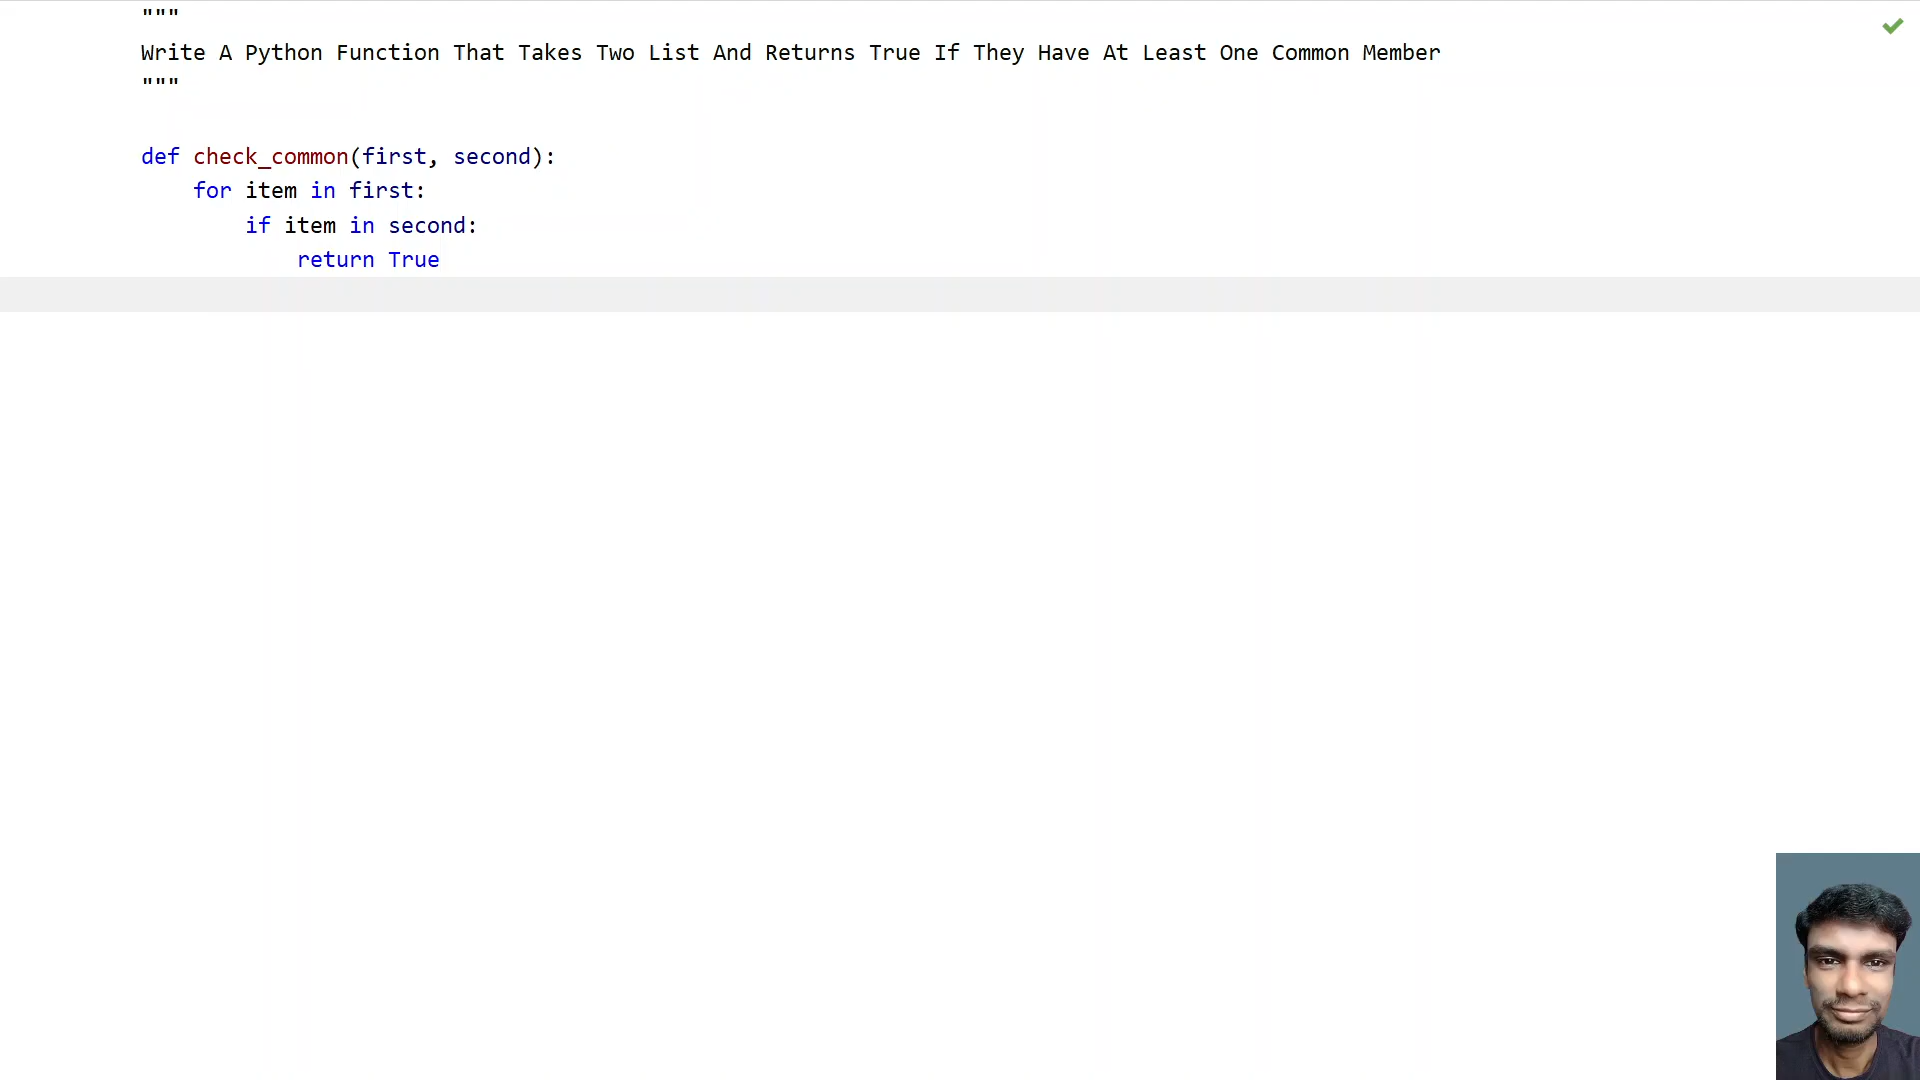 """
Write A Python Function That Takes Two List And Returns True If They Have At Least One Common Member
"""
def check_common(first, second):
    for item in first:
        if item in second:
            return True